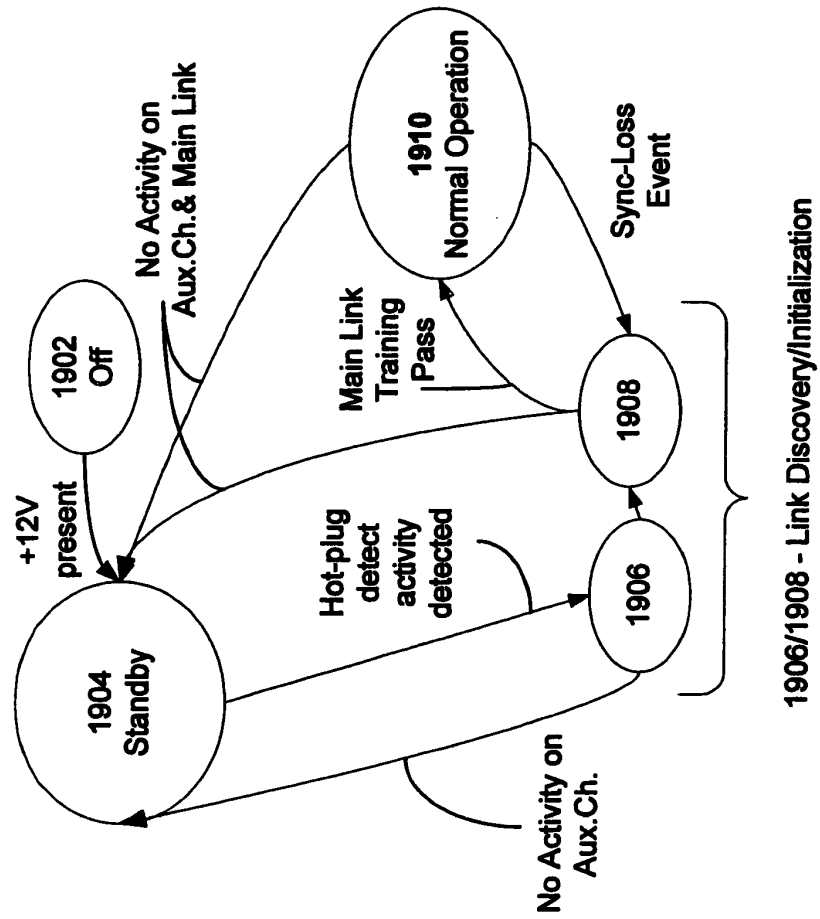 +12V
present
1902
Off
No Activity on
Aux.Ch.& Main Link
1904
Standby
Hot-plug
detect
activity
detected
Main Link
Training
Pass
1910
Normal Operation
No Activity on
Aux.Ch.
1906
1908
Sync-Loss
Event
1906/1908 - Link Discovery/Initialization